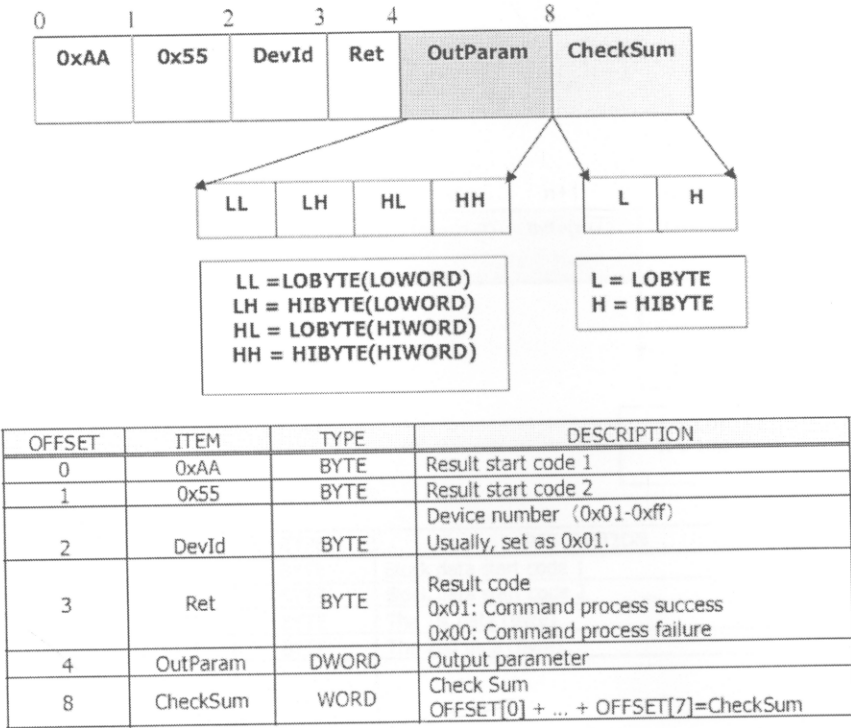 0 1 2 3 4 8
0xAA 0x55 DevId Ret OutParam CheckSum
LL LH HL HH L H
LL =LOBYTE(LOWORD)
LH = HIBYTE(LOWORD)
HL = LOBYTE(HIWORD)
HH = HIBYTE(HIWORD)
L = LOBYTE
H = HIBYTE
OFFSET ITEM TYPE DESCRIPTION
0 0xAA BYTE Result start code 1
1 0x55 BYTE Result start code 2
2 DevId BYTE Device number (0x01-0xff)
Usually, set as 0x01.
3 Ret BYTE Result code
0x01: Command process success
0x00: Command process failure
4 OutParam DWORD Output parameter
8 CheckSum WORD Check Sum
OFFSET[0] + ... + OFFSET[7]=CheckSum